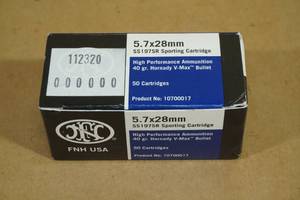 112320
000000
5.7x28mm
SS197SR Sporting Cartridge
High Performance Ammunition
40 gr. Hornady V-Max™ Bullet
50 Cartridges
Product No: 10700017
FN
FNH USA
5.7x28mm
SS197SR Sporting Cartridge
High Performance Ammunition
40 gr. Hornady V-Max™ Bullet
50 Cartridges
Product No: 10700017